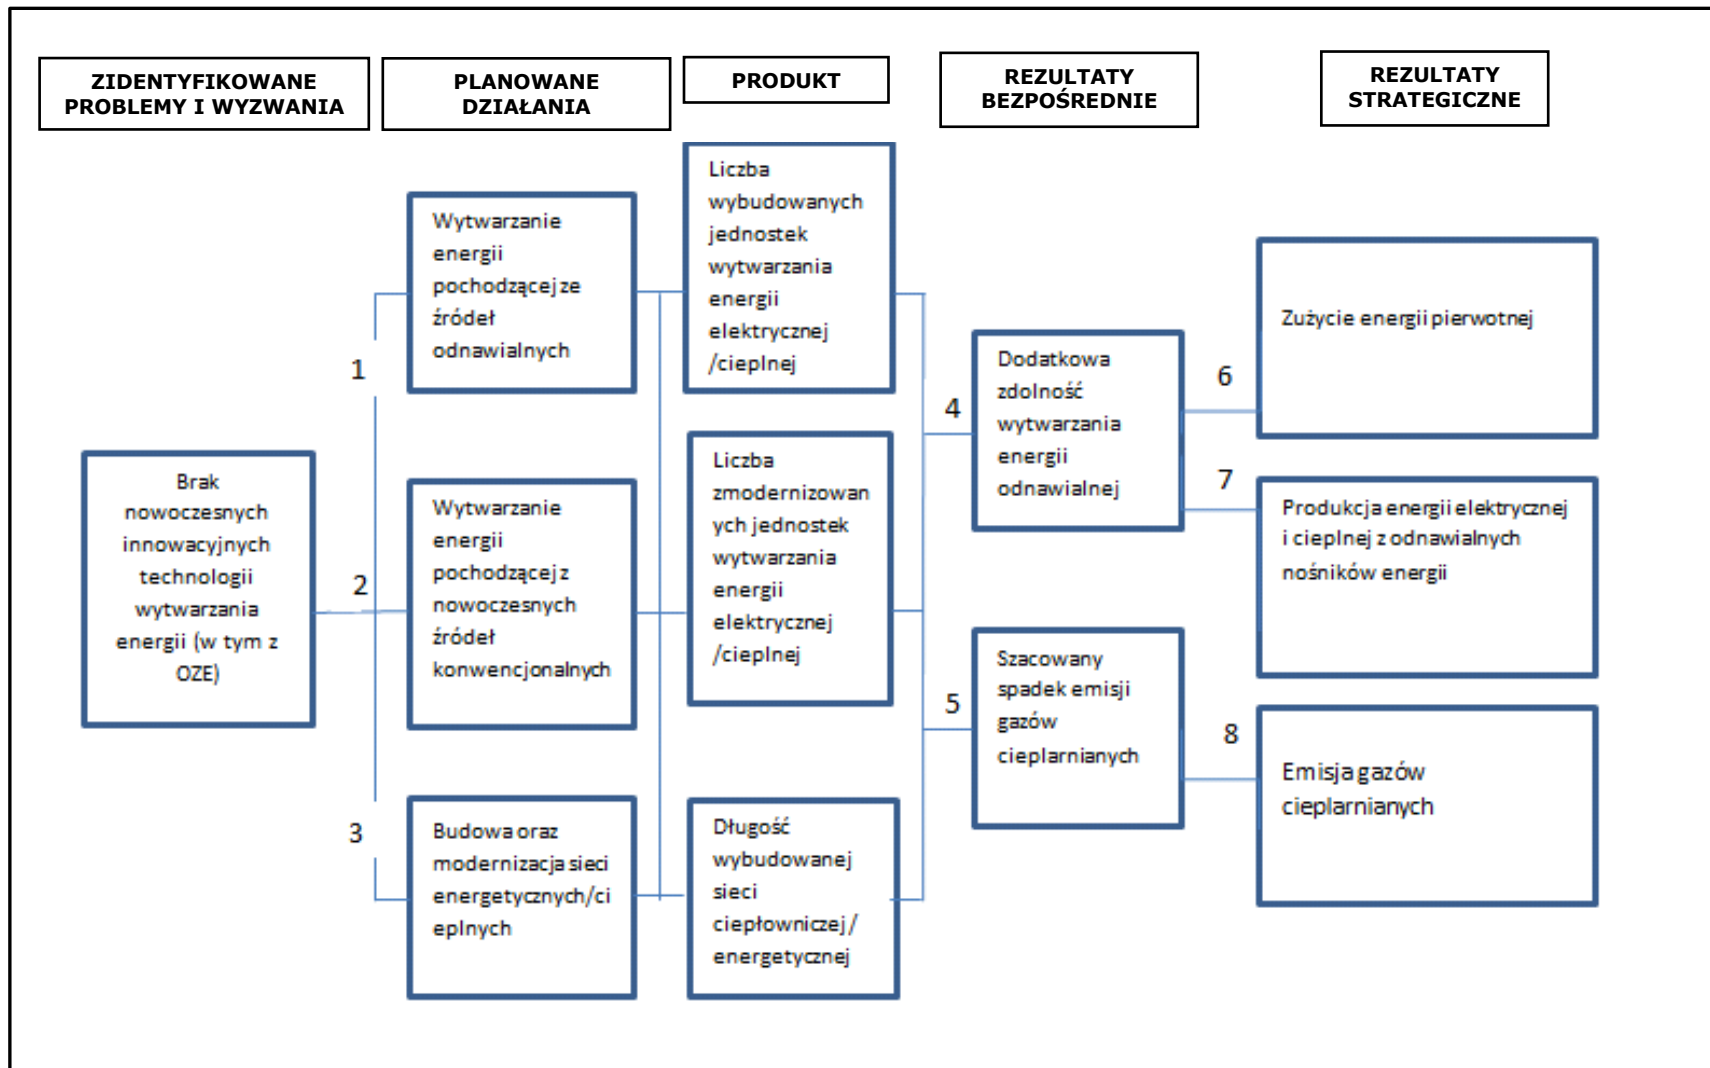 ZIDENTYFIKOWANE
PROBLEMY I WYZWANIA
PLANOWANE
DZIAŁANIA
PRODUKT
REZULTATY
BEZPOŚREDNIE
REZULTATY
STRATEGICZNE
Brak
nowoczesnych
innowacyjnych
technologii
wytwarzania
energii (w tym z
OZE)
1
2
3
Wytwarzanie
energii
pochodzącej ze
źródeł
odnawialnych
Wytwarzanie
energii
pochodzącej z
nowoczesnych
źródeł
konwencjonalnych
Budowa oraz
modernizacja sieci
energetycznych/ci
eplnych
Liczba
wybudowanych
jednostek
wytwarzania
energii
elektrycznej
/cieplnej
Liczba
zmodernizowan
ych jednostek
wytwarzania
energii
elektrycznej
/cieplnej
Długość
wybudowanej
sieci
ciepłowniczej /
energetycznej
4
5
Dodatkowa
zdolność
wytwarzania
energii
odnawialnej
Szacowany
spadek emisji
gazów
cieplarnianych
6
7
8
Zużycie energii pierwotnej
Produkcja energii elektrycznej
i cieplnej z odnawialnych
nośników energii
Emisja gazów
cieplarnianych